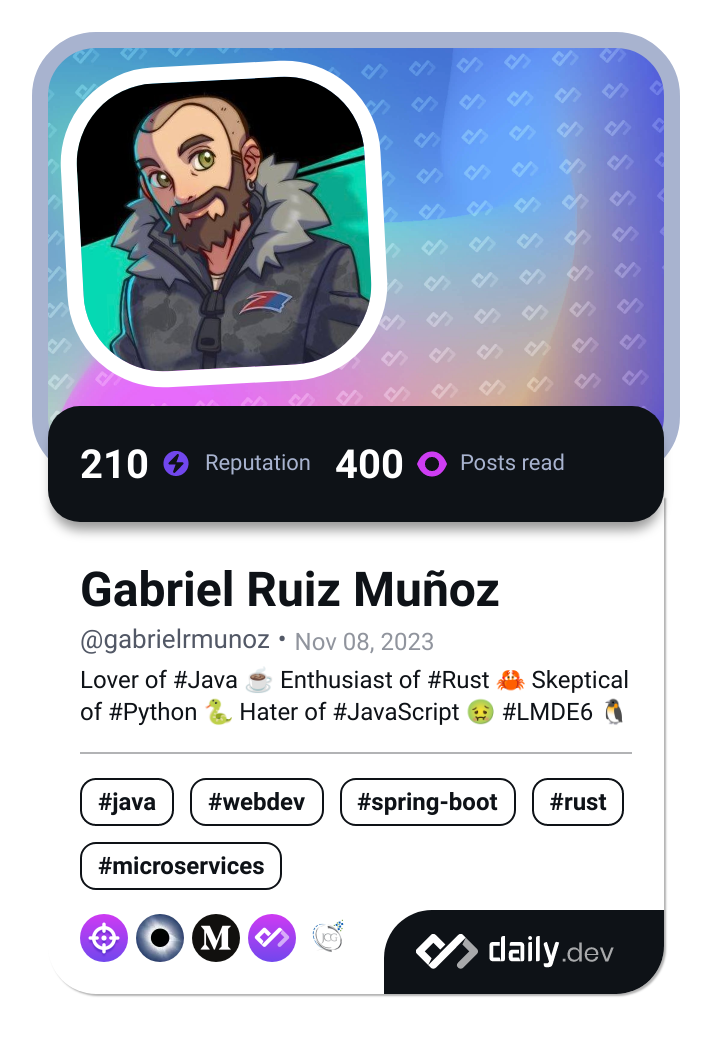 210 Reputation 400 Posts read
Gabriel Ruiz Muñoz
@gabrielrmunoz • Nov 08, 2023
Lover of #Java ☕ Enthusiast of #Rust 🦀 Skeptical
of #Python 🐍 Hater of #JavaScript 🤢 #LMDE6 🐧
#java #webdev #spring-boot #rust
#microservices
M JCG
daily.dev